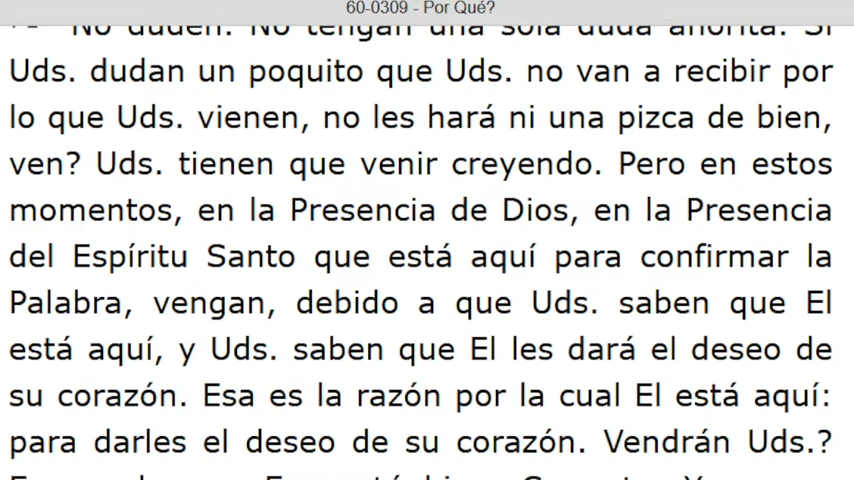 60-0309 - Por Qué?
No duden. No tengan una sola duda ahorita. Si
Uds. dudan un poquito que Uds. no van a recibir por
lo que Uds. vienen, no les hará ni una pizca de bien,
ven? Uds. tienen que venir creyendo. Pero en estos
momentos, en la Presencia de Dios, en la Presencia
del Espíritu Santo que está aquí para confirmar la
Palabra, vengan, debido a que Uds. saben que El
está aquí, y Uds. saben que El les dará el deseo de
su corazón. Esa es la razón por la cual El está aquí:
para darles el deseo de su corazón. Vendrán Uds.?